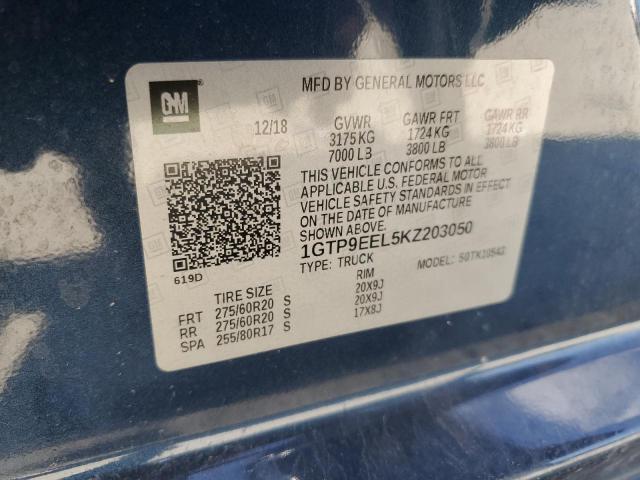 GM
MFD BY GENERAL MOTORS LLC
12/18 GVWR GAWR FRT GAWR RR
3175 KG 1724 KG 1724 KG
7000 LB 3800 LB 3800 LB
THIS VEHICLE CONFORMS TO ALL
APPLICABLE U.S. FEDERAL MOTOR
VEHICLE SAFETY STANDARDS IN EFFECT
ON THE DATE OF MANUFACTURE
SHOWN ABOVE.
1GTP9EEL5KZ203050
619D TYPE: TRUCK MODEL: S0TK10543
TIRE SIZE RIM
FRT 275/60R20 S 20X9J
RR 275/60R20 S 20X9J
SPA 255/80R17 S 17X8J